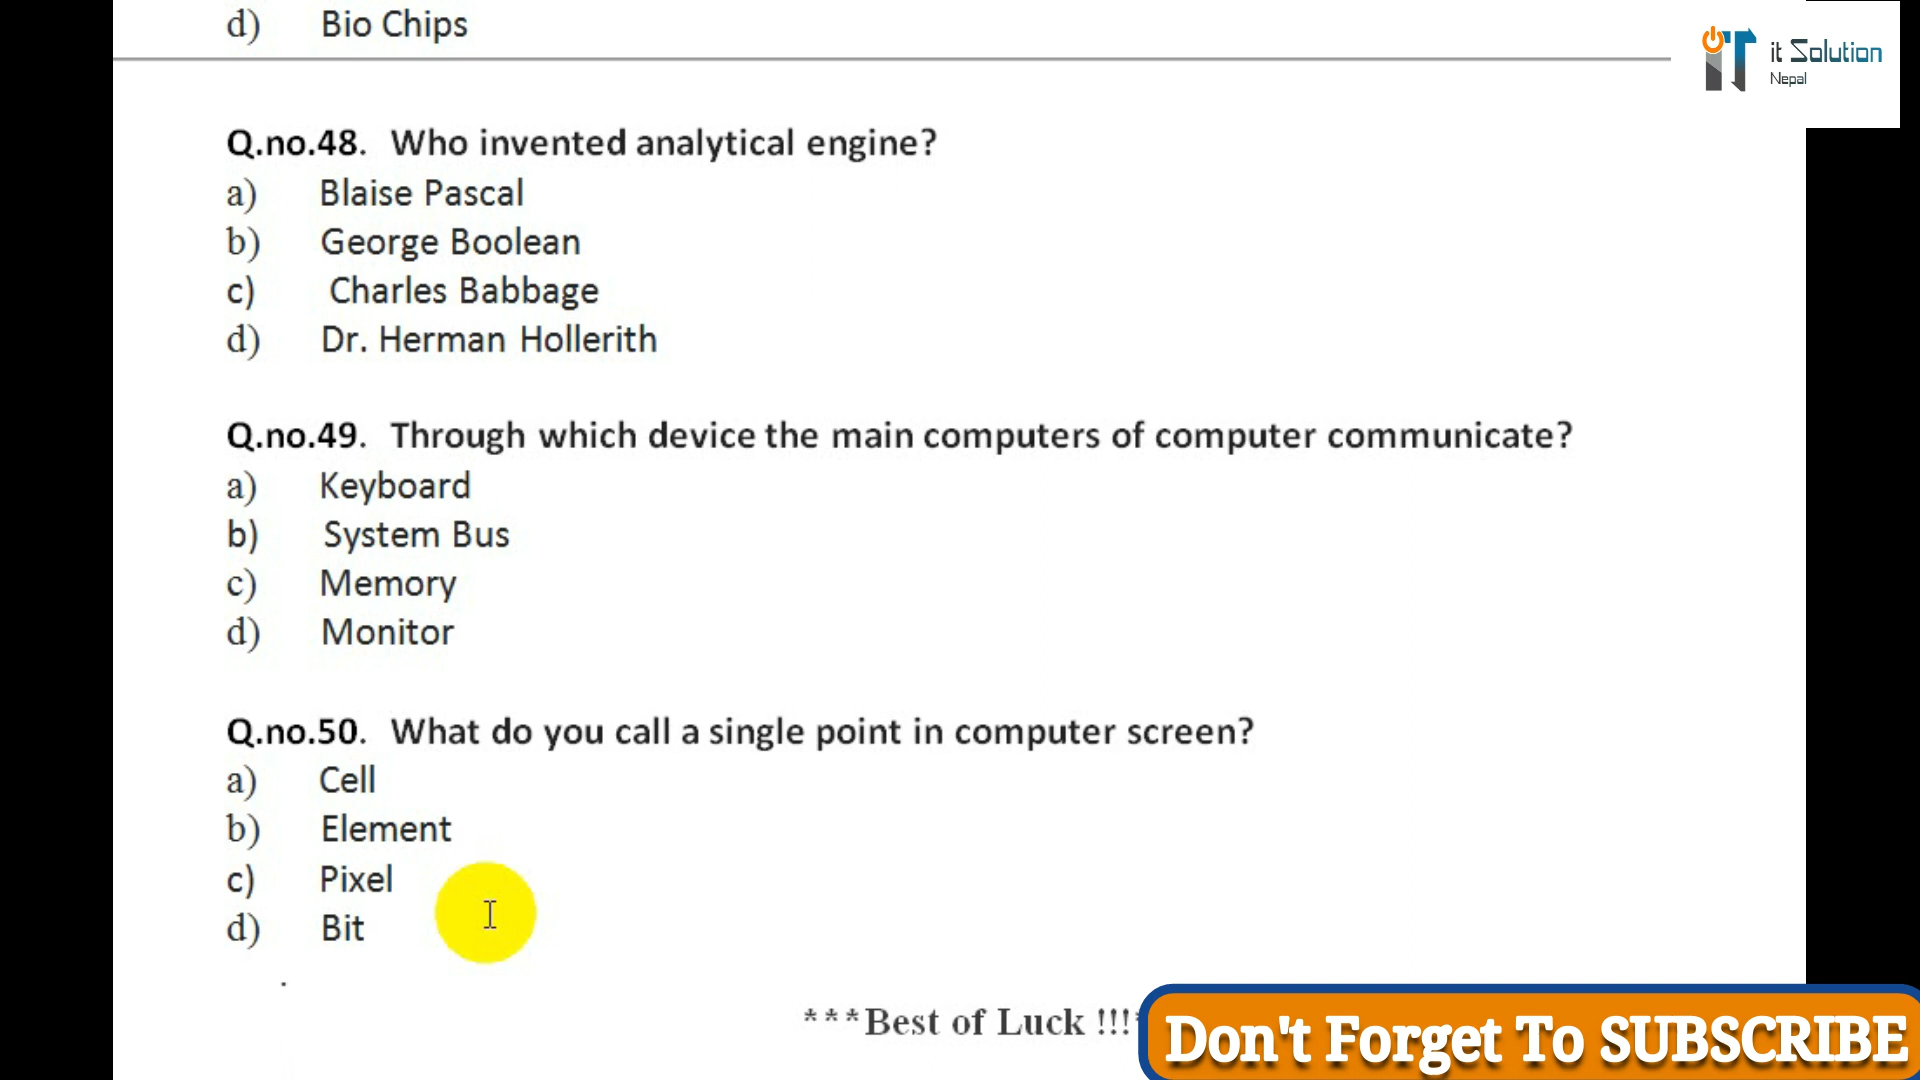 d) Bio Chips
it Solution
Nepal
Q.no.48. Who invented analytical engine?
a) Blaise Pascal
b) George Boolean
c) Charles Babbage
d) Dr. Herman Hollerith
Q.no.49. Through which device the main computers of computer communicate?
a) Keyboard
b) System Bus
c) Memory
d) Monitor
Q.no.50. What do you call a single point in computer screen?
a) Cell
b) Element
c) Pixel
d) Bit
.
***Best of Luck !!!*
Don't Forget To SUBSCRIBE